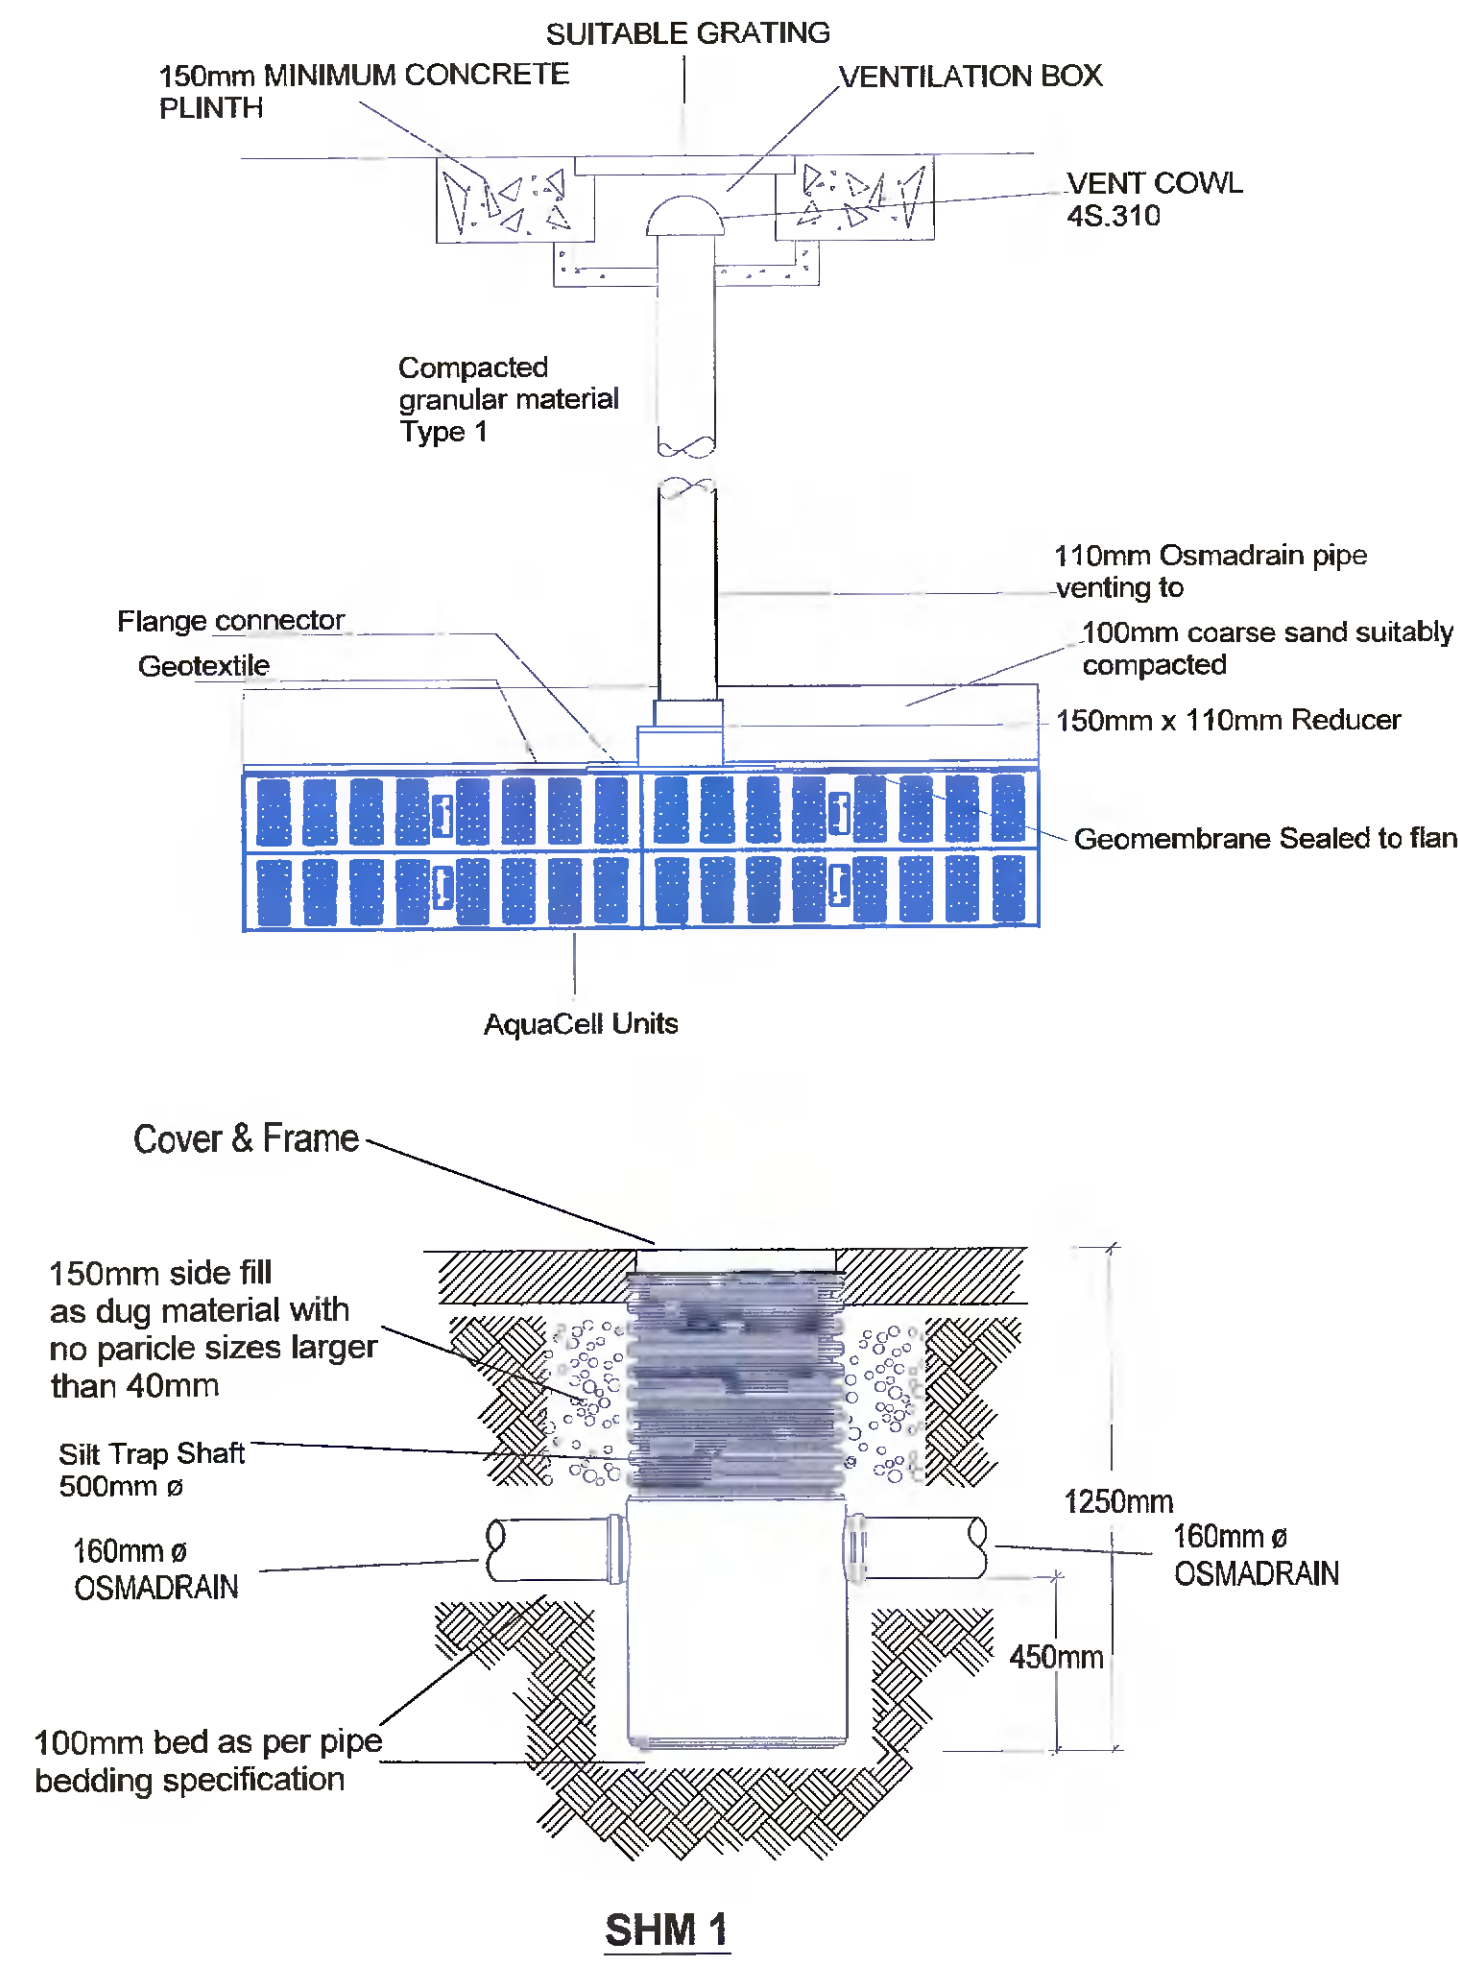 SUITABLE GRATING
150mm MINIMUM CONCRETE
PLINTH
VENTILATION BOX
VENT COWL
4S.310
Compacted
granular material
Type 1
110mm Osmadrain pipe
venting to
Flange connector
100mm coarse sand suitably
compacted
Geotextile
150mm x 110mm Reducer
Geomembrane Sealed to flan
AquaCell Units
Cover & Frame
150mm side fill
as dug material with
no paricle sizes larger
than 40mm
Silt Trap Shaft
500mm ø
1250mm
160mm ø
OSMADRAIN
160mm ø
OSMADRAIN
450mm
100mm bed as per pipe
bedding specification
SHM 1